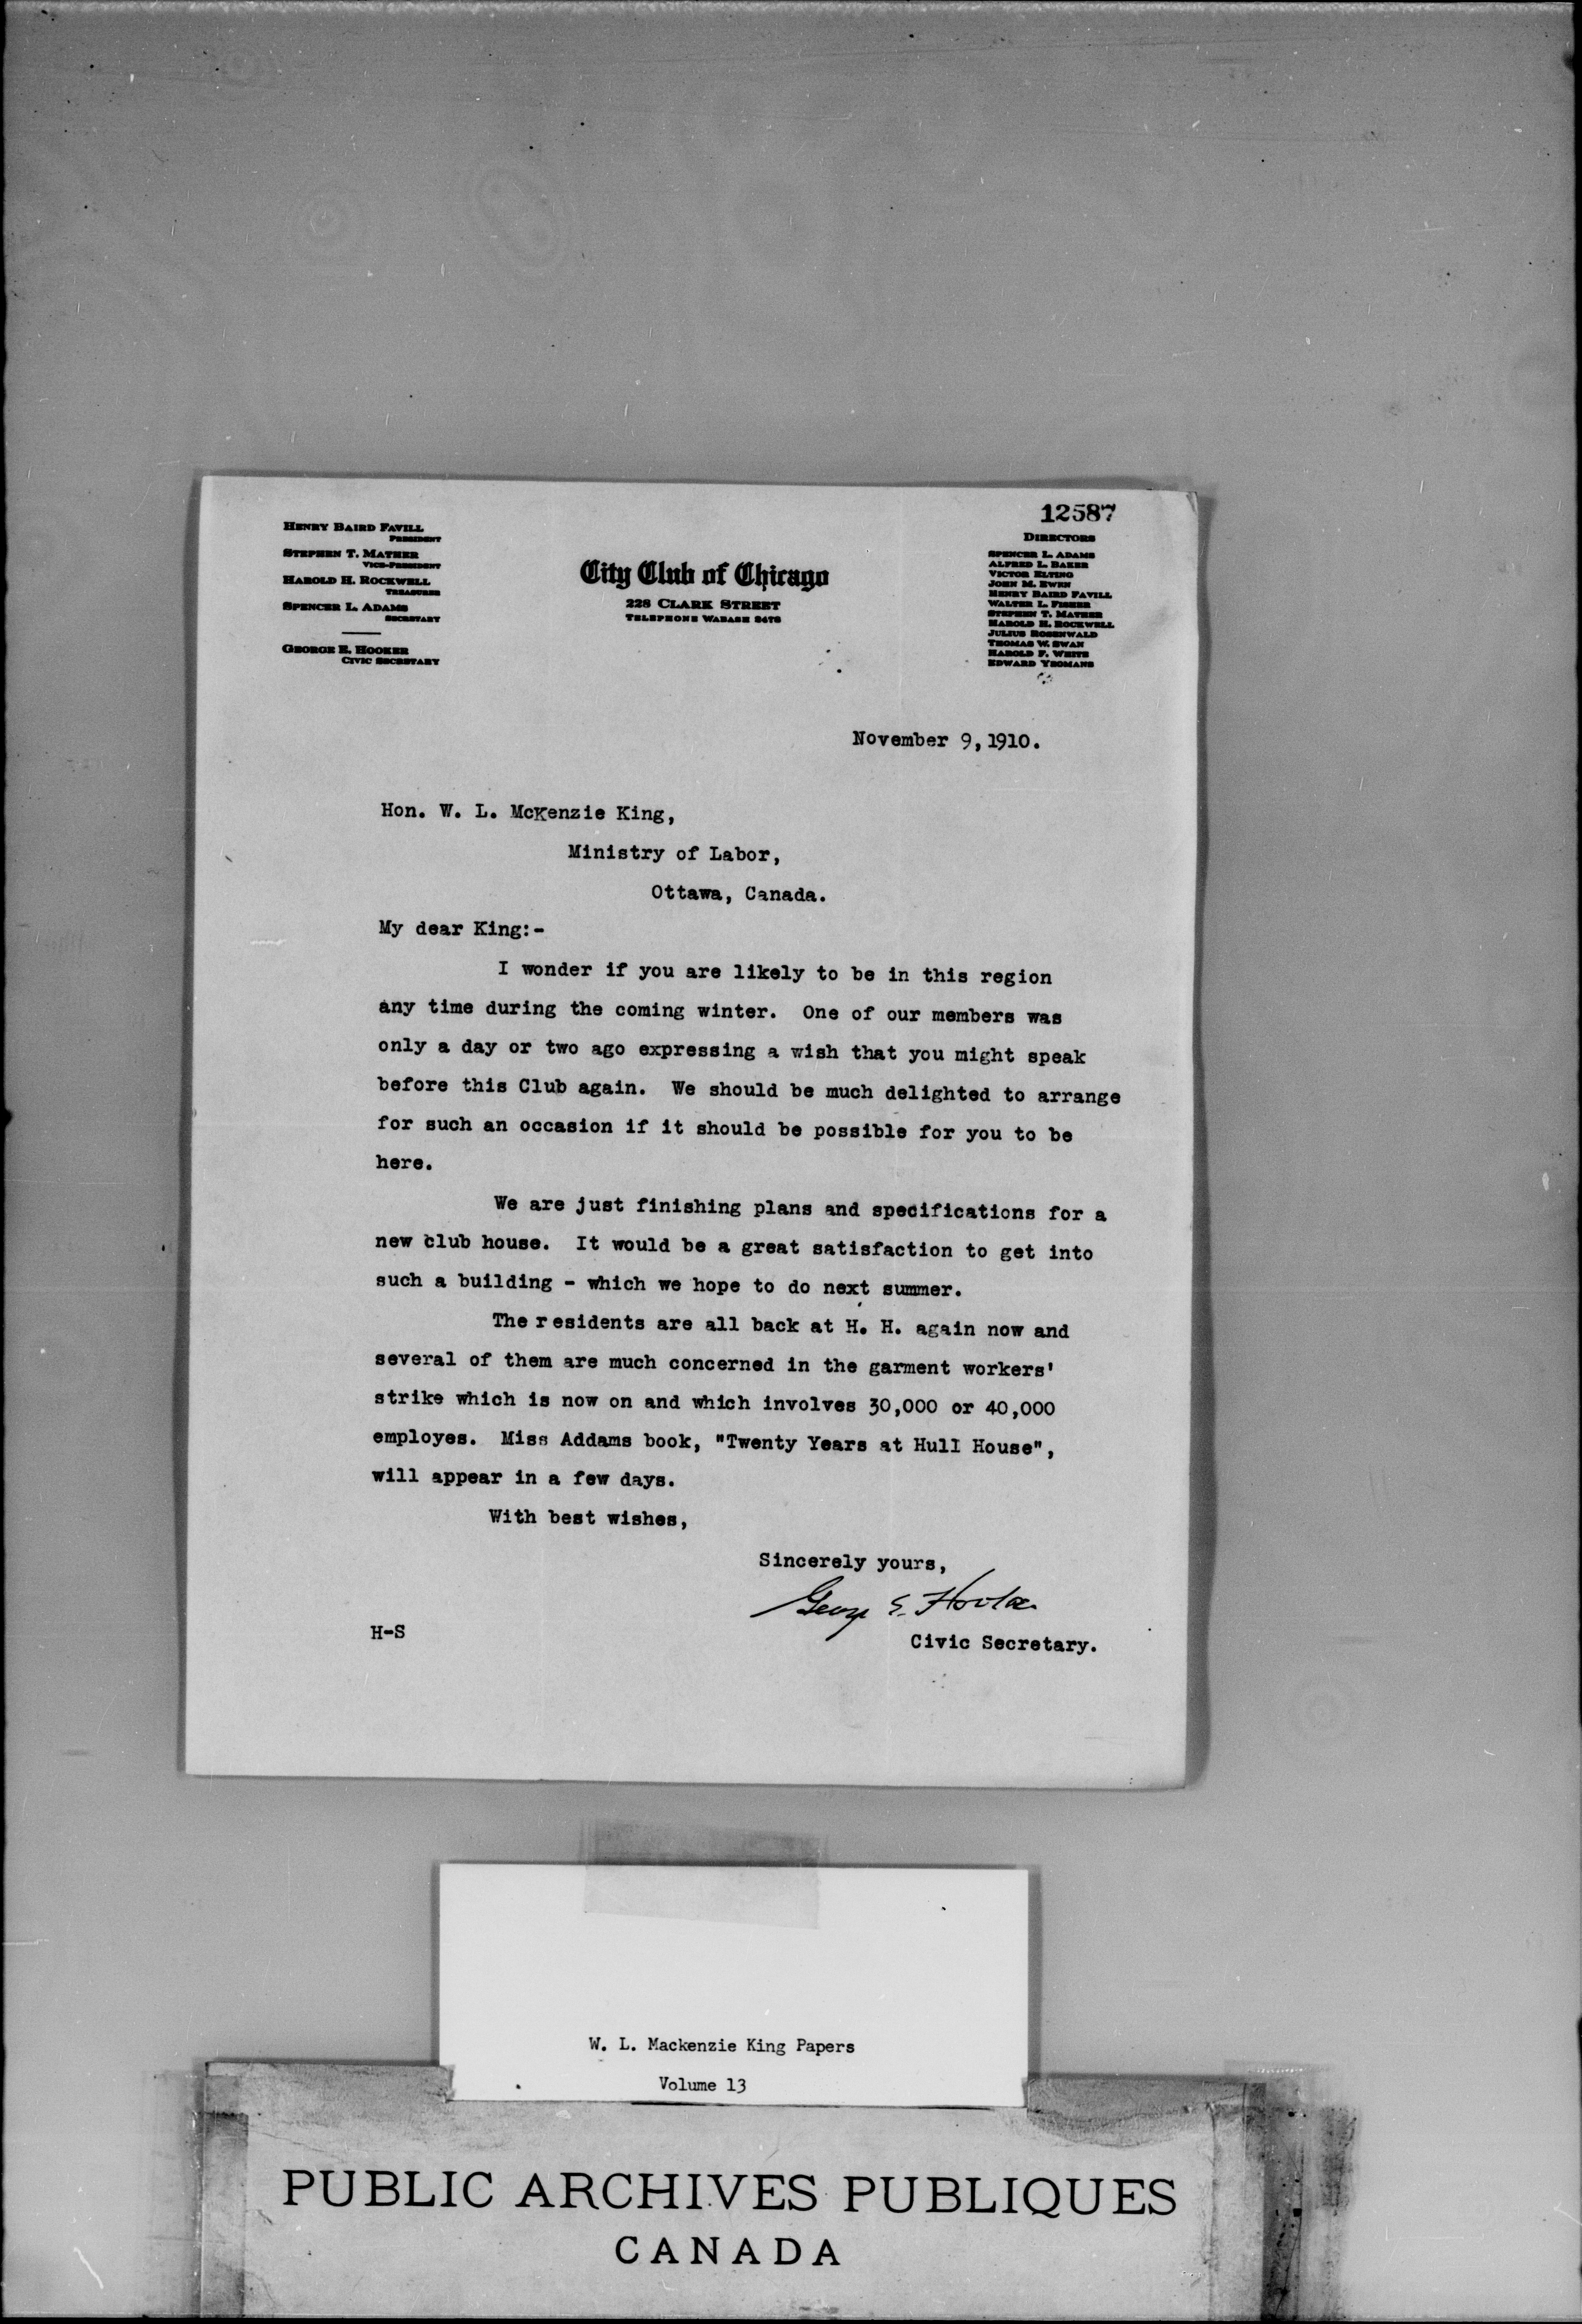 12587
HENRY BAIRD FAVILL
PRESIDENT
STEPHEN T. MATHER
VICE-PRESIDENT
HAROLD H. ROCKWELL
TREASURER
SPENCER L. ADAMS
SECRETARY
GEORGE E. HOOKER
CIVIC SECRETARY
City Club of Chicago
228 CLARK STREET
TELEPHONE WABASH 8478
DIRECTORS
SPENCER L. ADAMS
ALFRED L. BAKER
VICTOR ELTING
JOHN M. EWEN
HENRY BAIRD FAVILL
WALTER L. FISHER
STEPHEN T. MATHER
HAROLD H. ROCKWELL
JULIUS ROSENWALD
THOMAS W. SWAN
HAROLD F. WHITE
EDWARD YEOMANS
November 9, 1910.
Hon. W. L. McKenzie King,
Ministry of Labor,
Ottawa, Canada.
My dear King:-
I wonder if you are likely to be in this region
any time during the coming winter. One of our members was
only a day or two ago expressing a wish that you might speak
before this Club again. We should be much delighted to arrange
for such an occasion if it should be possible for you to be
here.
We are just finishing plans and specifications for a
new club house. It would be a great satisfaction to get into
such a building - which we hope to do next summer.
The residents are all back at H. H. again now and
several of them are much concerned in the garment workers'
strike which is now on and which involves 30,000 or 40,000
employes. Miss Addams book, "Twenty Years at Hull House",
will appear in a few days.
With best wishes,
Sincerely yours,
George E. Hooker
H-S
Civic Secretary.
W. L. Mackenzie King Papers
Volume 13
PUBLIC ARCHIVES PUBLIQUES
CANADA